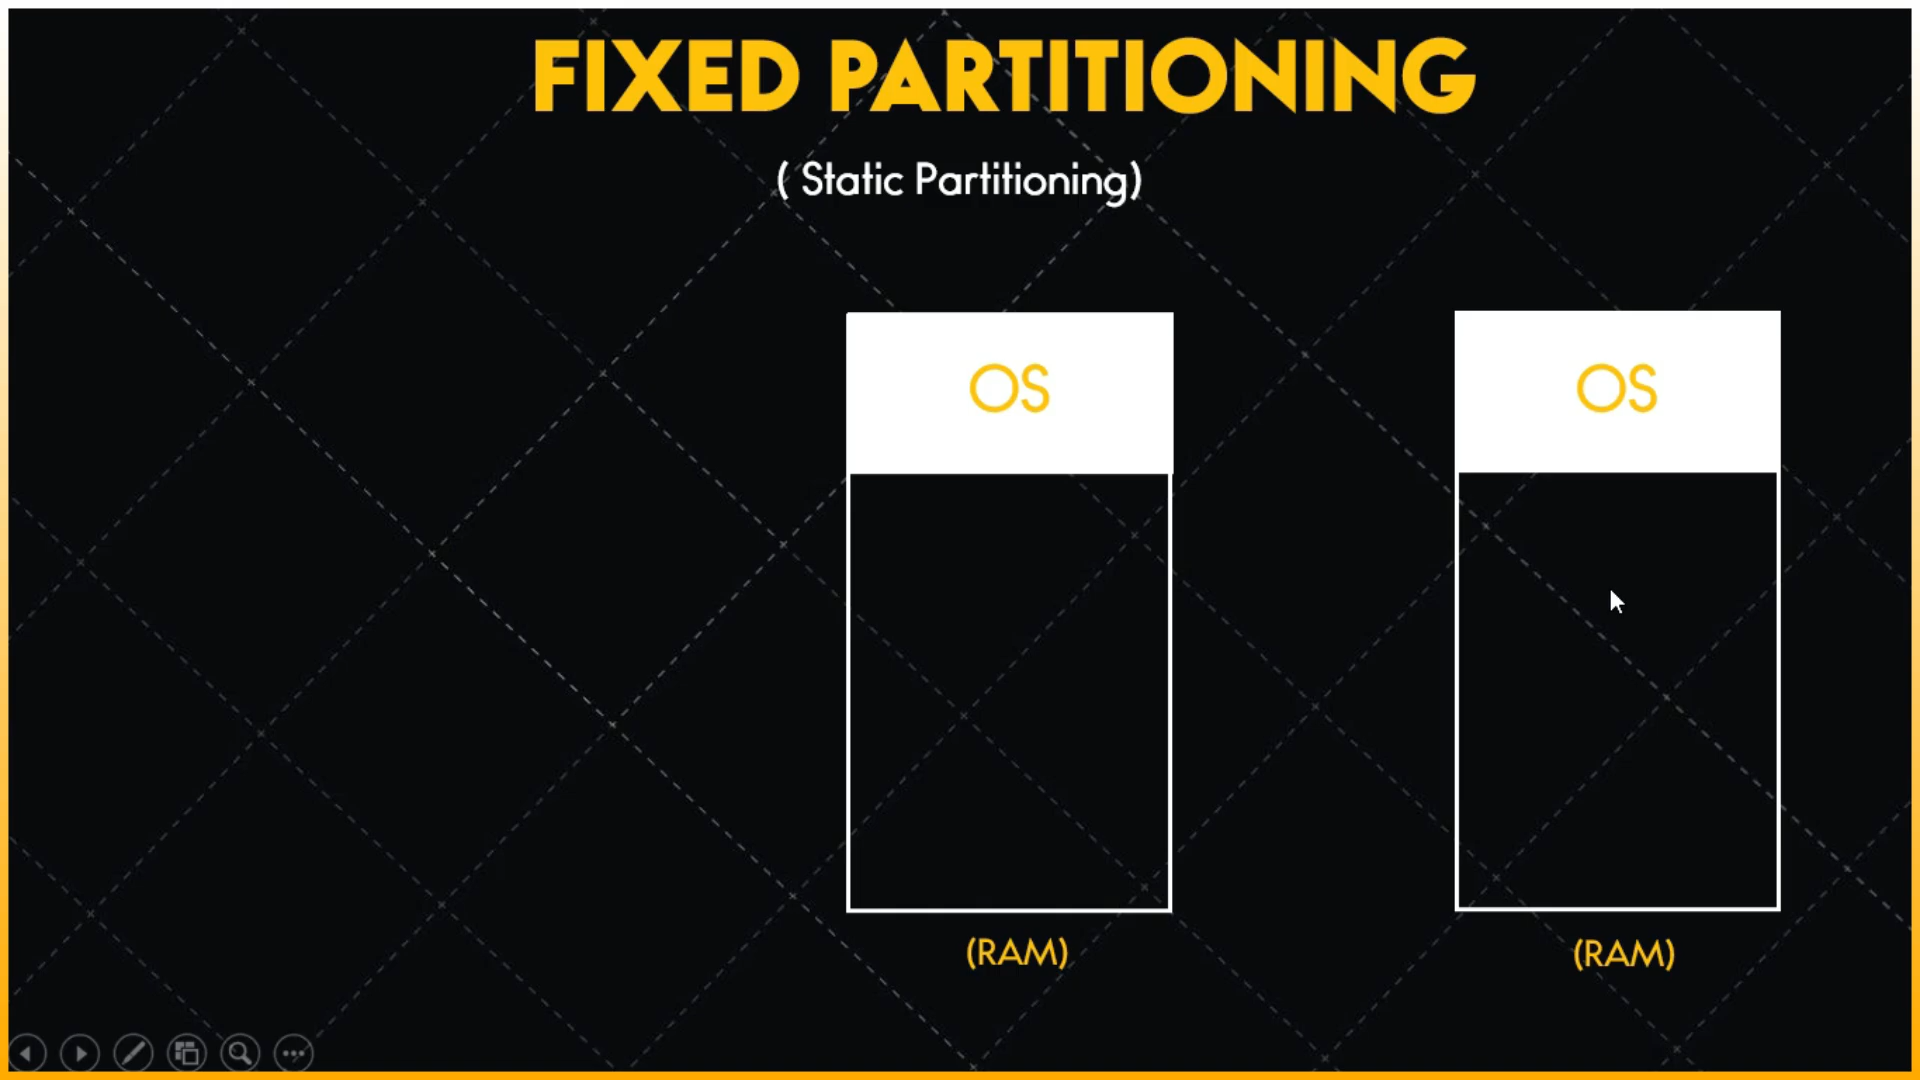 FIXED PARTITIONING
( Static Partitioning)
OS
OS
(RAM)
(RAM)